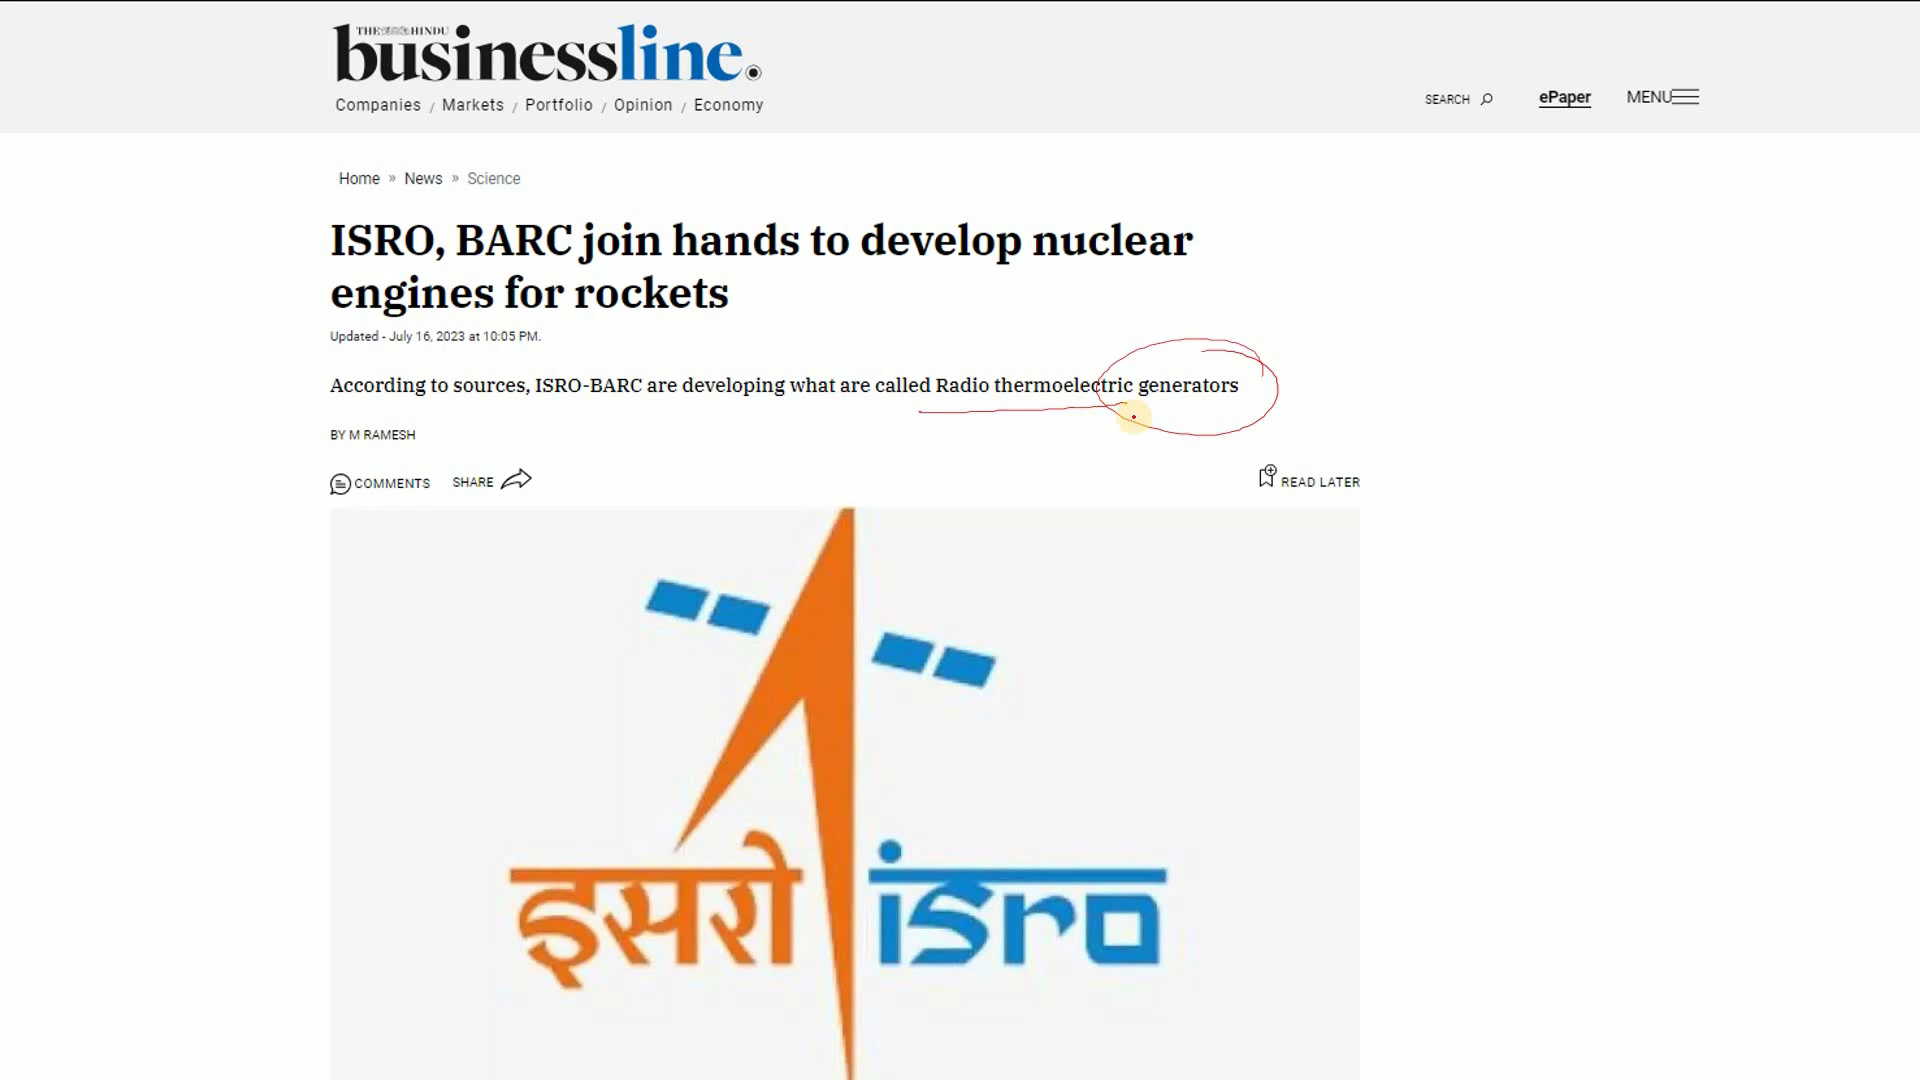 THE HINDU
businessline.
Companies / Markets / Portfolio / Opinion / Economy
SEARCH
ePaper
MENU
Home » News » Science
ISRO, BARC join hands to develop nuclear
engines for rockets
Updated - July 16, 2023 at 10:05 PM.
According to sources, ISRO-BARC are developing what are called Radio thermoelectric generators
BY M RAMESH
COMMENTS
SHARE
READ LATER
इसरो isro